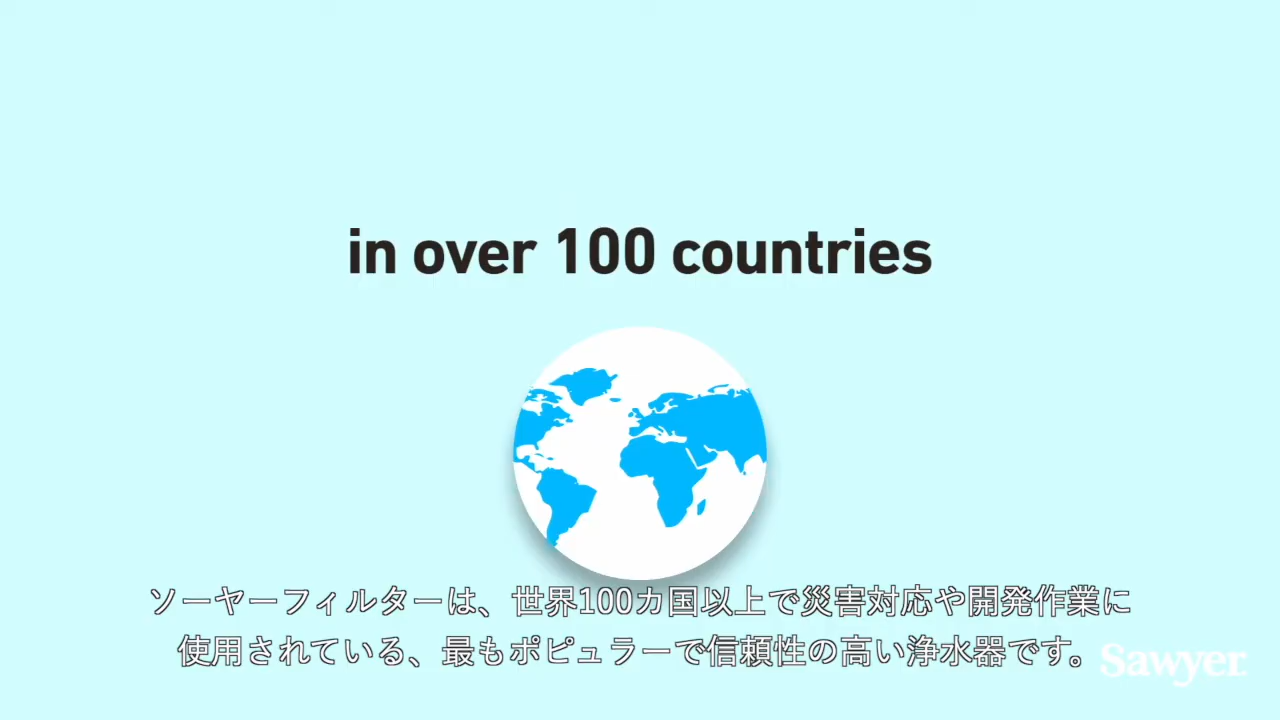 in over 100 countries
ソーヤーフィルターは、世界100カ国以上で災害対応や開発作業に
使用されている、最もポピュラーで信頼性の高い浄水器です。
Sawyer